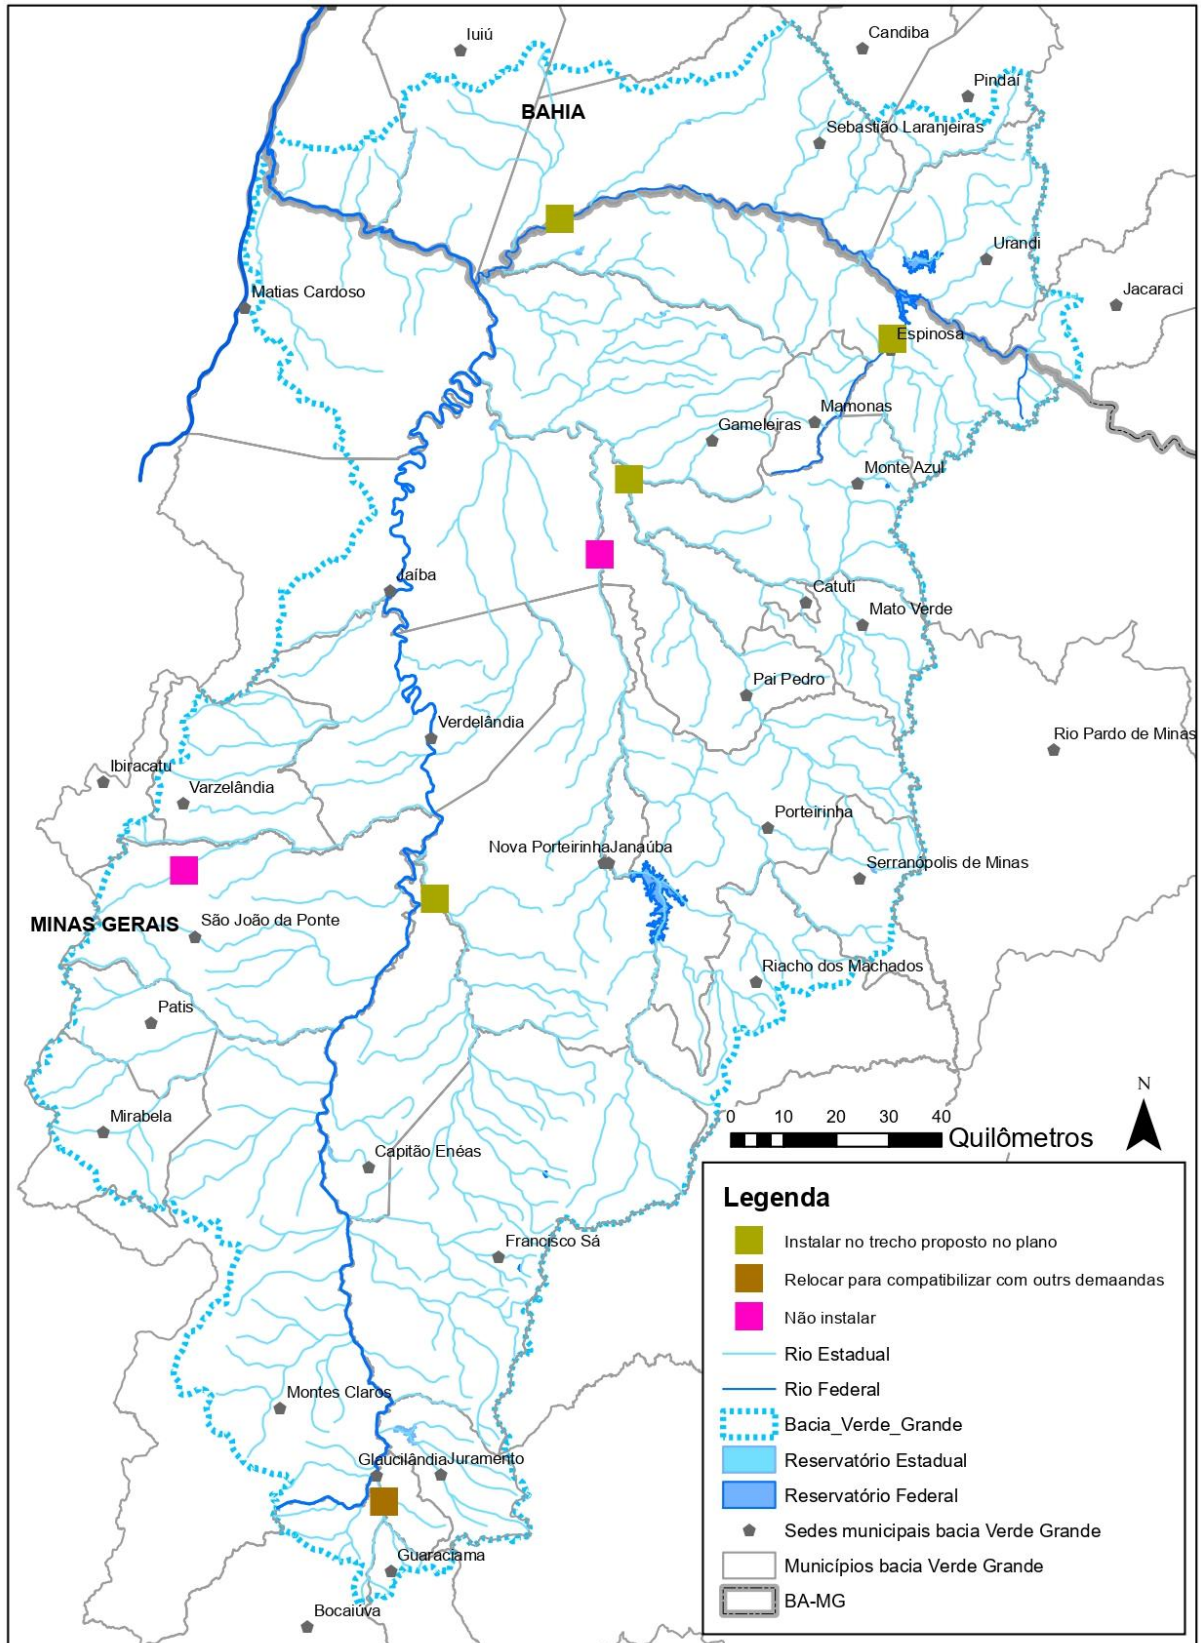 Iuiú
Candiba
Pindaí
BAHIA
Sebastião Laranjeiras
Urandi
Matias Cardoso
Jacaraci
Espinosa
Mamonas
Gameleiras
Monte Azul
Jaíba
Catuti
Mato Verde
Pai Pedro
Verdelândia
Rio Pardo de Minas
Ibiracatu
Varzelândia
Porteirinha
Nova Porteirinha
Janaúba
Serranópolis de Minas
MINAS GERAIS
São João da Ponte
Riacho dos Machados
Patis
N
Mirabela
0 10 20 30 40
Quilômetros
Capitão Enéas
Francisco Sá
Montes Claros
Glaucilândia
Juramento
Guaraciama
Bocaiúva
Legenda
Instalar no trecho proposto no plano
Relocar para compatibilizar com outrs demaandas
Não instalar
Rio Estadual
Rio Federal
Bacia_Verde_Grande
Reservatório Estadual
Reservatório Federal
Sedes municipais bacia Verde Grande
Municípios bacia Verde Grande
BA-MG